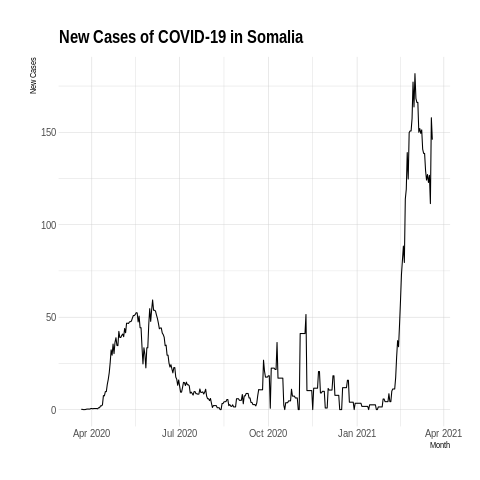 New Cases of COVID-19 in Somalia
New Cases
150
100
50
0
Apr 2020
Jul 2020
Oct 2020
Jan 2021
Apr 2021
Month